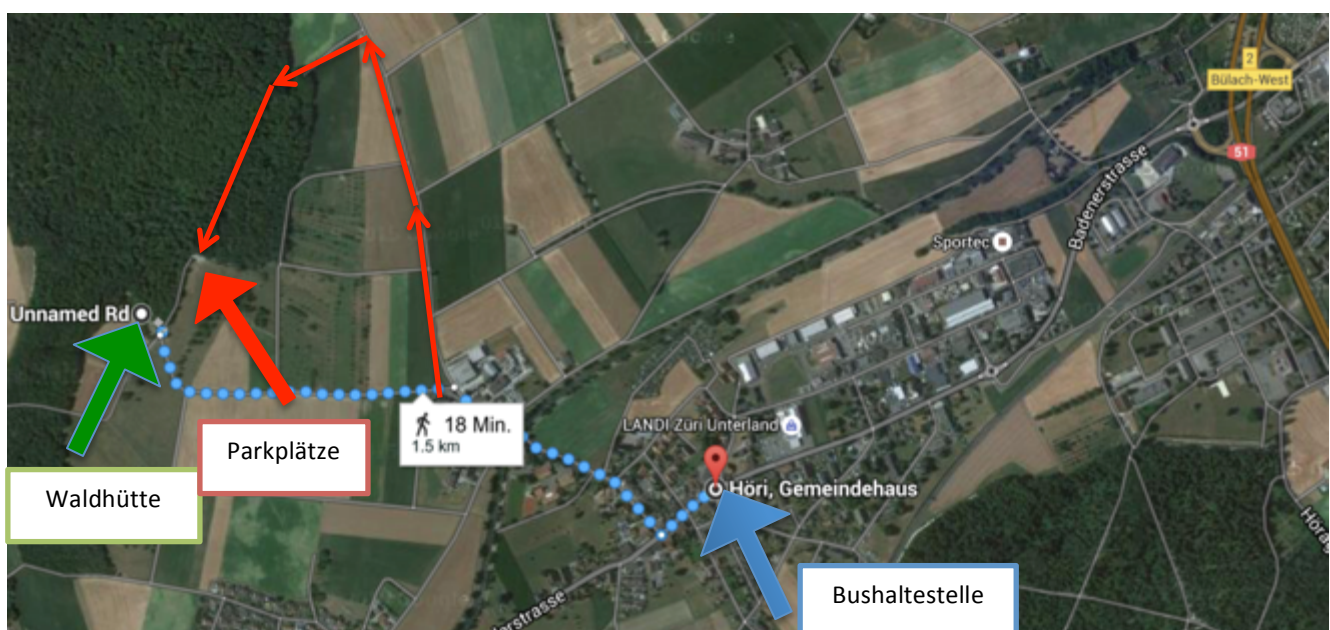 2
Bülach-West
51
Badenerstrasse
Sportec
Unnamed Rd
18 Min.
1.5 km
LANDI Züri Unterland
Parkplätze
Höri, Gemeindehaus
Waldhütte
Bushaltestelle